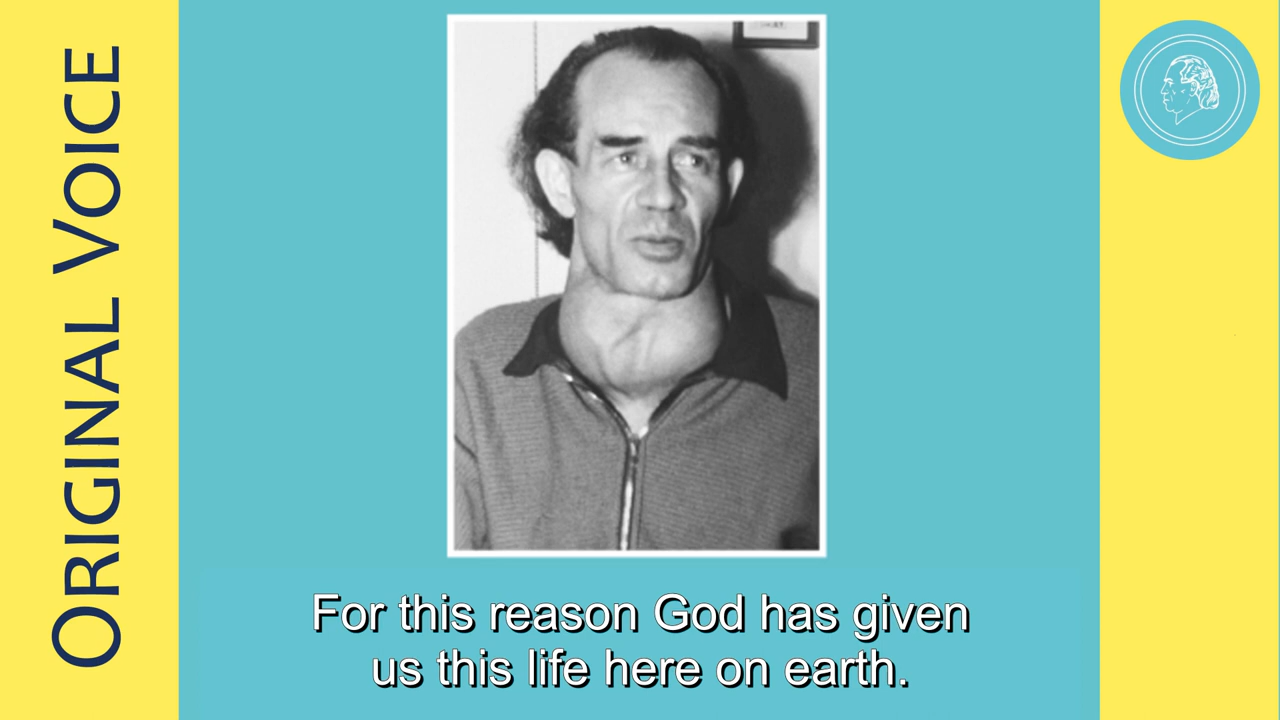 ORIGINAL VOICE
For this reason God has given
us this life here on earth.